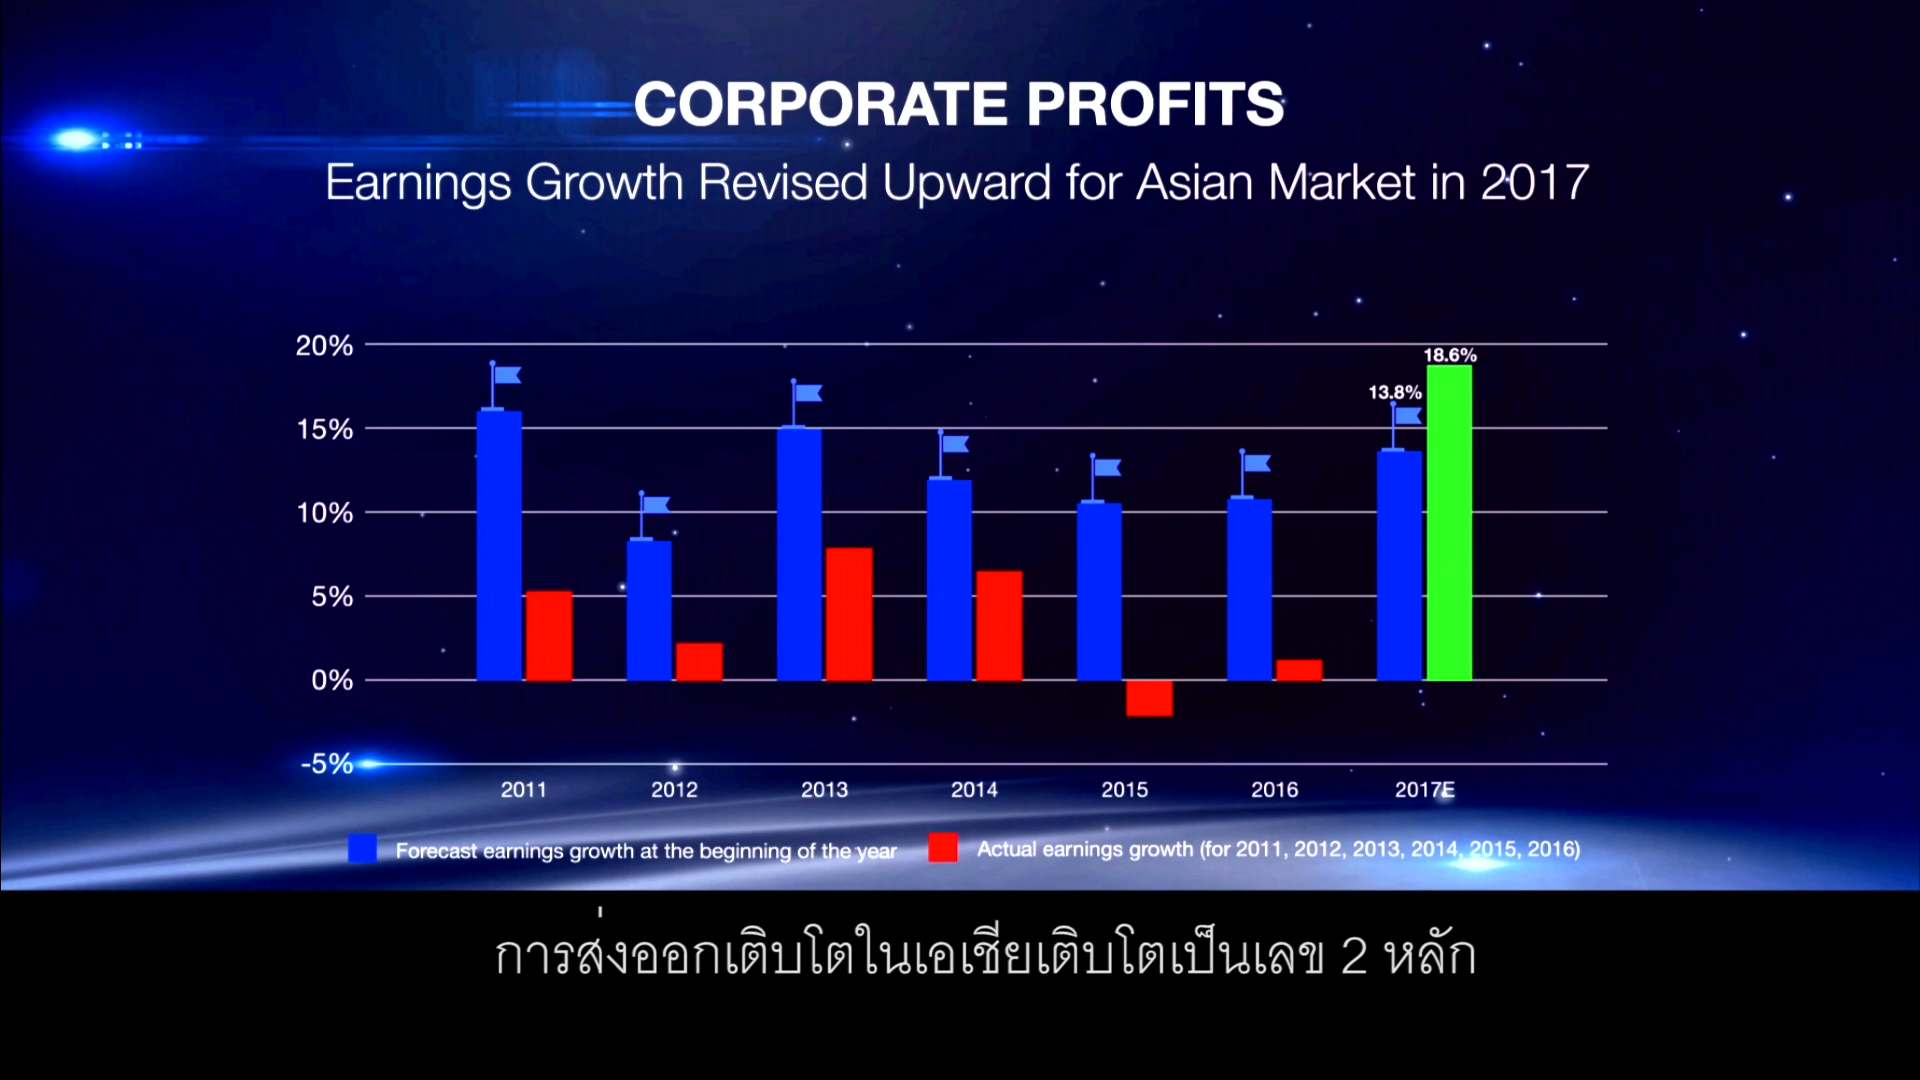 CORPORATE PROFITS
Earnings Growth Revised Upward for Asian Market in 2017
20%
15%
10%
5%
0%
-5%
13.8%
18.6%
2011
2012
2013
2014
2015
2016
2017E
Forecast earnings growth at the beginning of the year
Actual earnings growth (for 2011, 2012, 2013, 2014, 2015, 2016)
การส่งออกเติบโตในเอเชียเติบโตเป็นเลข 2 หลัก